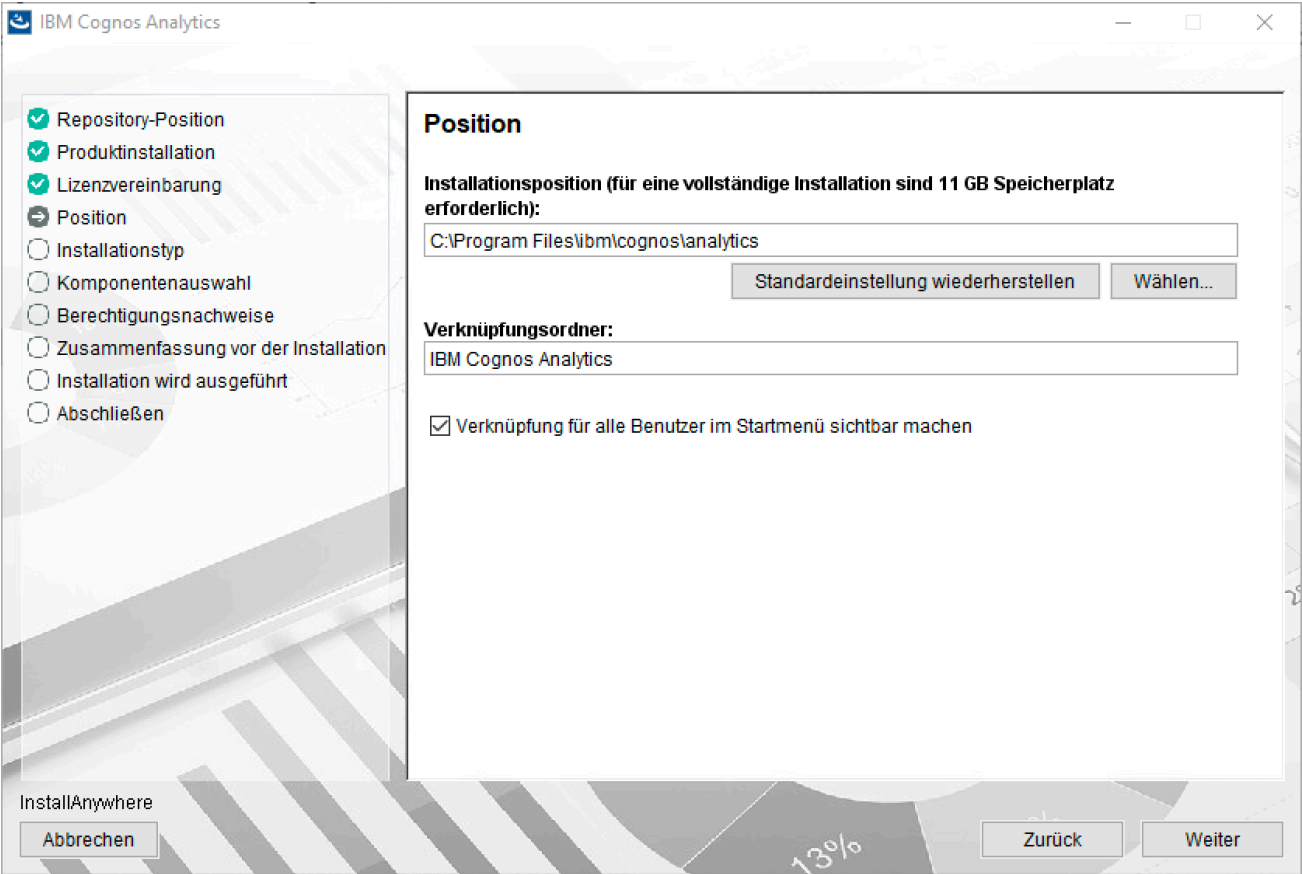 IBM Cognos Analytics
Repository-Position
Produktinstallation
Lizenzvereinbarung
Position
Installationstyp
Komponentenauswahl
Berechtigungsnachweise
Zusammenfassung vor der Installation
Installation wird ausgeführt
Abschließen
Position
Installationsposition (für eine vollständige Installation sind 11 GB Speicherplatz
erforderlich):
C:\Program Files\ibm\cognos\analytics
Standardeinstellung wiederherstellen
Wählen...
Verknüpfungsordner:
IBM Cognos Analytics
Verknüpfung für alle Benutzer im Startmenü sichtbar machen
InstallAnywhere
Abbrechen
13%
Zurück
Weiter